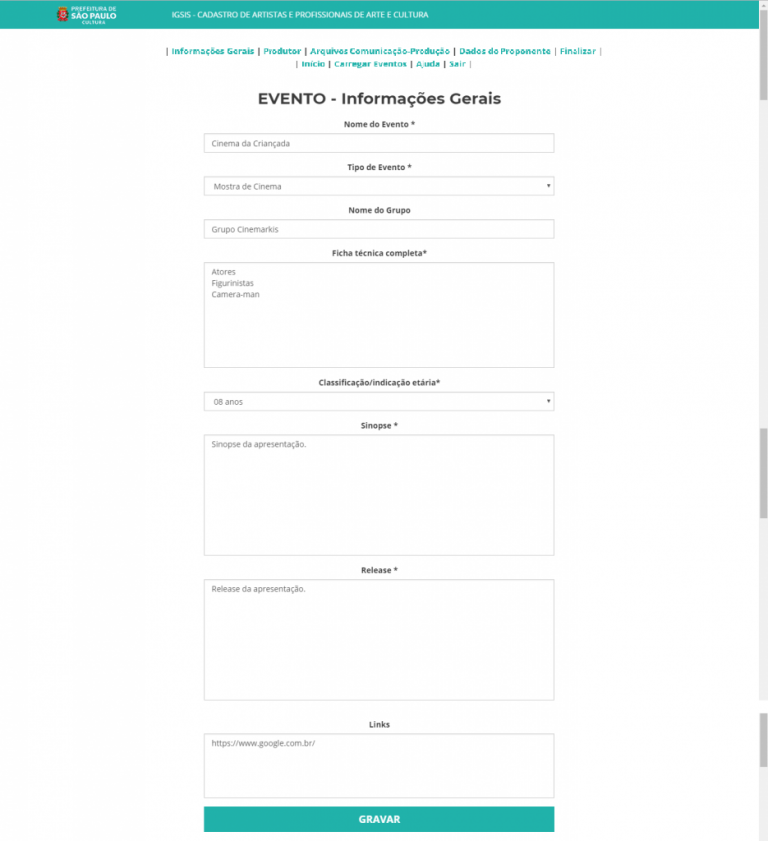 PREFEITURA DE
SÃO PAULO
CULTURA
IGSIS - CADASTRO DE ARTISTAS E PROFISSIONAIS DE ARTE E CULTURA
| Informações Gerais | Produtor | Arquivos Comunicação-Produção | Dados do Proponente | Finalizar |
| Início | Carregar Eventos | Ajuda | Sair |
EVENTO - Informações Gerais
Nome do Evento *
Cinema da Criançada
Tipo de Evento *
Mostra de Cinema
Nome do Grupo
Grupo Cinemarkis
Ficha técnica completa*
Atores
Figurinistas
Camera-man
Classificação/indicação etária*
08 anos
Sinopse *
Sinopse da apresentação.
Release *
Release da apresentação.
Links
https://www.google.com.br/
GRAVAR